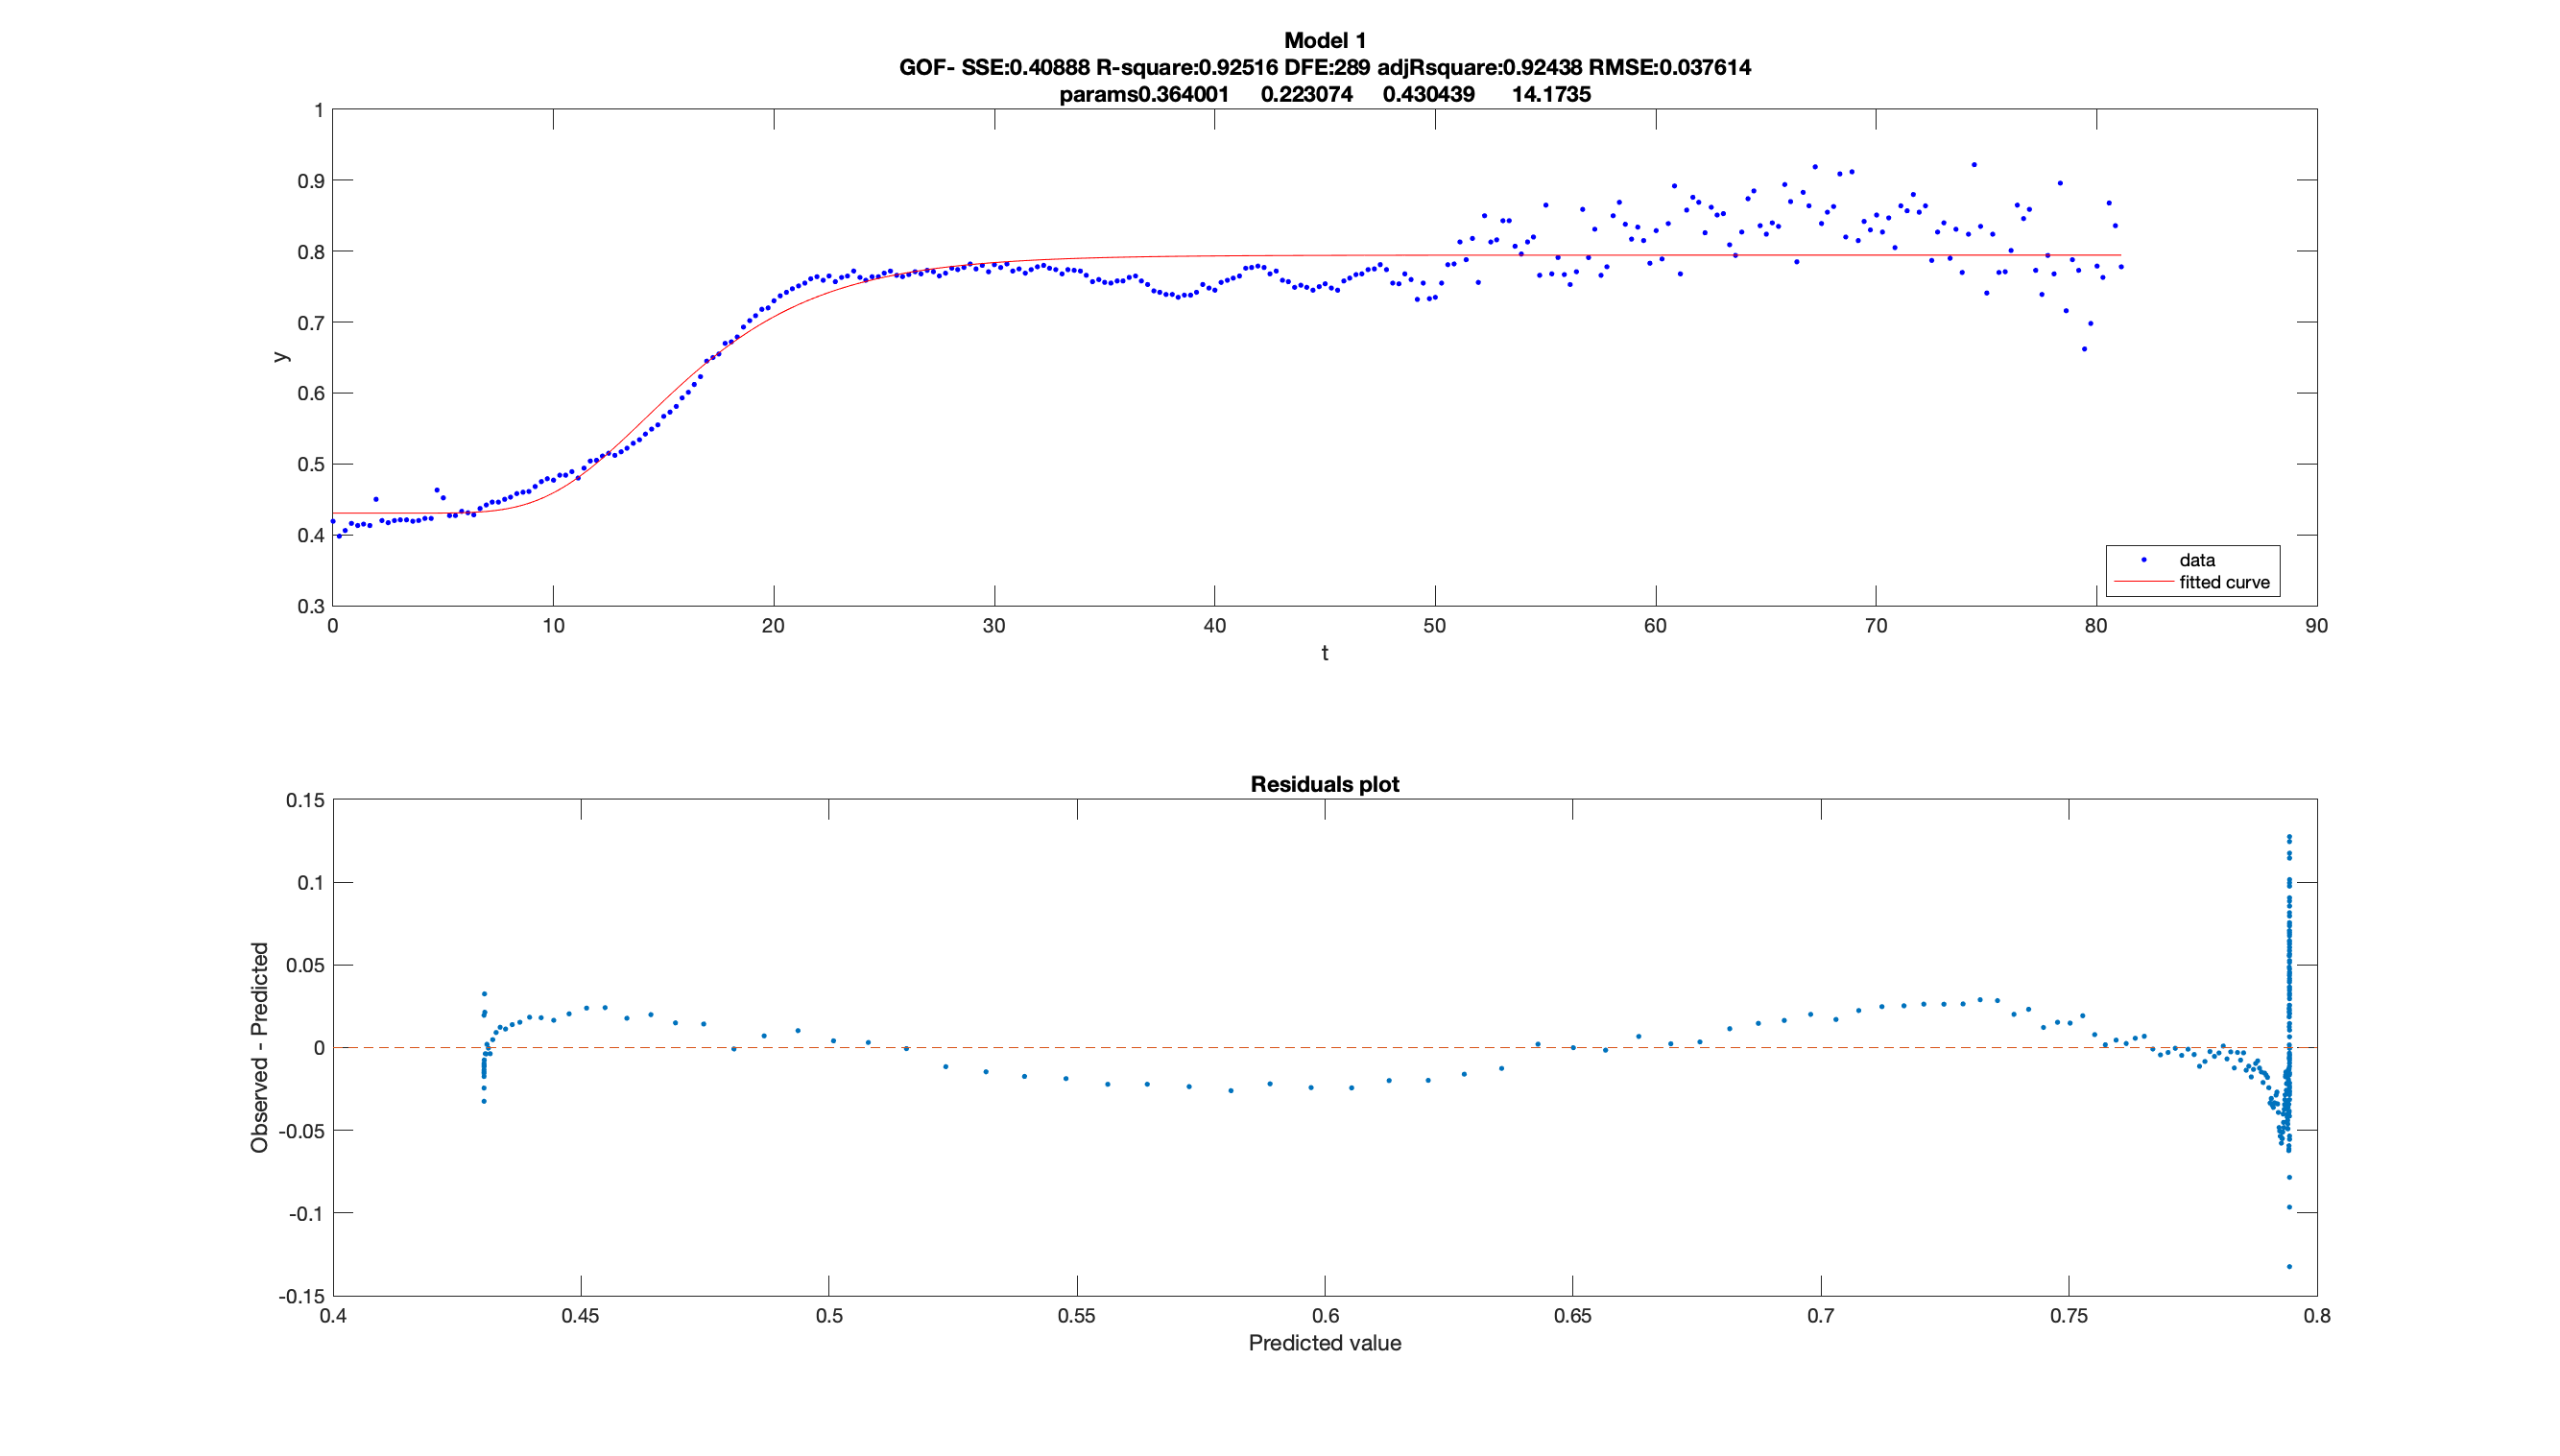 Model 1
GOF- SSE:0.40888 R-square:0.92516 DFE:289 adjRsquare:0.92438 RMSE:0.037614
params0.364001 0.223074 0.430439 14.1735
1
0.9
0.8
0.7
0.6
0.5
0.4
0.3
y
data
fitted curve
0 10 20 30 40 50 60 70 80 90
t
Residuals plot
0.15
0.1
0.05
0
-0.05
-0.1
-0.15
Observed - Predicted
0.4 0.45 0.5 0.55 0.6 0.65 0.7 0.75 0.8
Predicted value